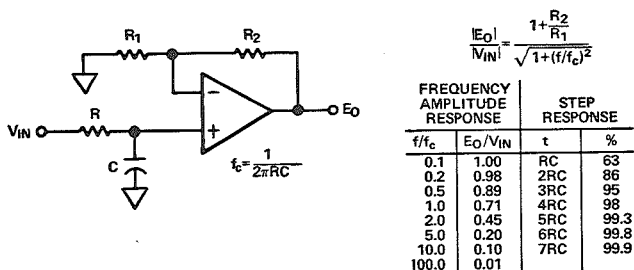 R1
R2
|EO|/|VIN| = (1+R2/R1)/√1+(f/fc)²
−
EO
R
VIN
+
C
fc=1/2πRC
FREQUENCY AMPLITUDE RESPONSE STEP RESPONSE
f/fc EO/VIN t %
0.1 1.00 RC 63
0.2 0.98 2RC 86
0.5 0.89 3RC 95
1.0 0.71 4RC 98
2.0 0.45 5RC 99.3
5.0 0.20 6RC 99.8
10.0 0.10 7RC 99.9
100.0 0.01